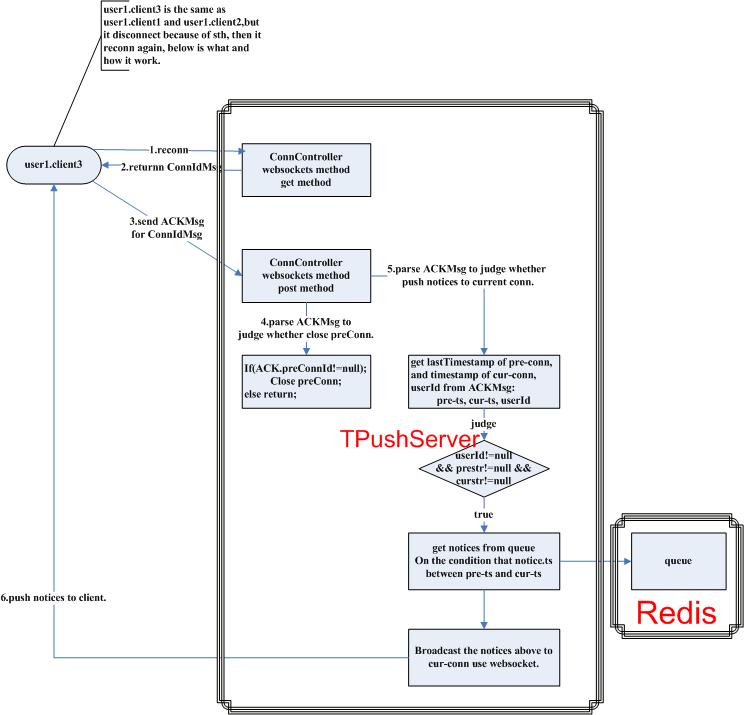 user1.client3 is the same as
user1.client1 and user1.client2,but
it disconnect because of sth, then it
reconn again, below is what and
how it work.
user1.client3
1.reconn
2.returnn ConnIdMsg
ConnController
websockets method
get method
3.send ACKMsg
for ConnIdMsg
ConnController
websockets method
post method
5.parse ACKMsg to judge whether
push notices to current conn.
4.parse ACKMsg to
judge whether close preConn.
If(ACK.preConnId!=null);
Close preConn;
else return;
get lastTimestamp of pre-conn,
and timestamp of cur-conn,
userId from ACKMsg:
pre-ts, cur-ts, userId
judge
TPushServer
userId!=null
&& prestr!=null &&
curstr!=null
true
get notices from queue
On the condition that notice.ts
between pre-ts and cur-ts
queue
Redis
6.push notices to client.
Broadcast the notices above to
cur-conn use websocket.